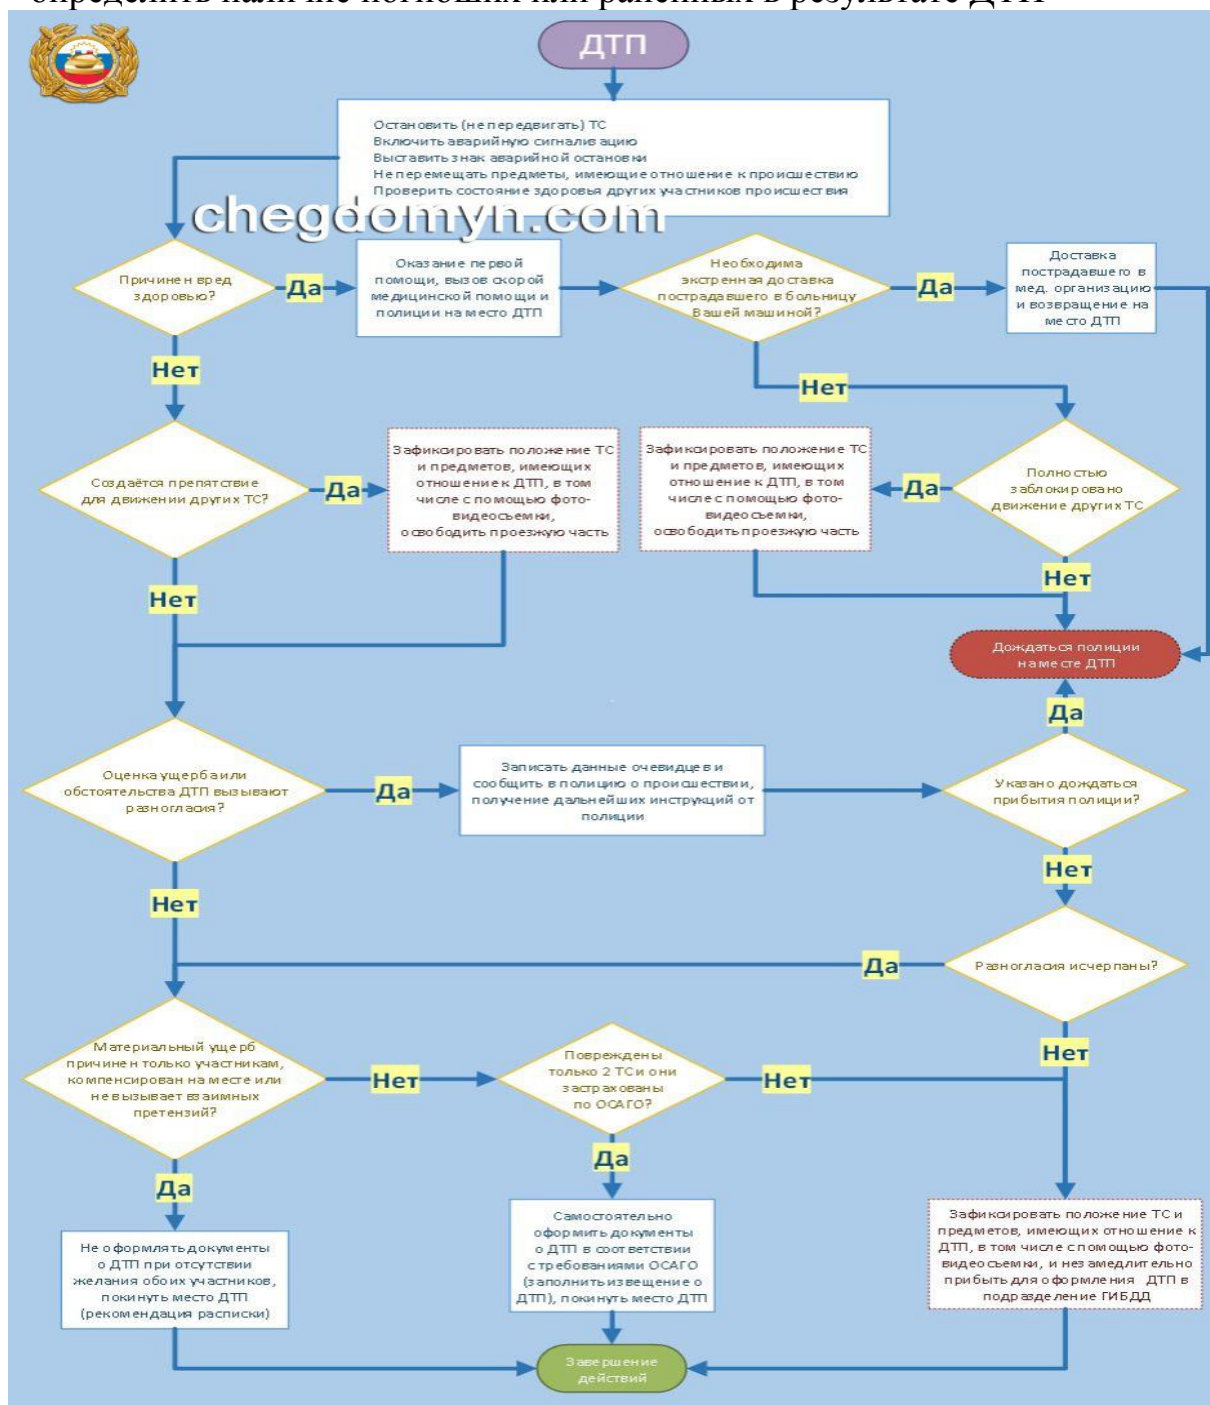 определить наличие погибших или раненных в результате ДТП
ДТП
Остановить (не передвигать) ТС
Включить аварийную сигнализацию
Выставить знак аварийной остановки
Не перемещать предметы, имеющие отношение к происшествию
Проверить состояние здоровья других участников происшествия
chegdomyn.com
Причинен вред
здоровью?
Да
Оказание первой
помощи, вызов скорой
медицинской помощи и
полиции на место ДТП
Необходима
экстренная доставка
пострадавшего в больницу
Вашей машиной?
Да
Доставка
пострадавшего в
мед. организацию
и возвращение на
место ДТП
Нет
Нет
Создаётся препятствие
для движении других ТС?
Да
Зафиксировать положение ТС
и предметов, имеющих
отношение к ДТП, в том
числе с помощью фото-
видеосъемки,
освободить проезжую часть
Зафиксировать положение ТС
и предметов, имеющих
отношение к ДТП, в том
числе с помощью фото-
видеосъемки,
освободить проезжую часть
Да
Полностью
заблокировано
движение других ТС
Нет
Нет
Дождаться полиции
на месте ДТП
Да
Оценка ущерба или
обстоятельства ДТП вызывают
разногласия?
Да
Записать данные очевидцев и
сообщить в полицию о происшествии,
получение дальнейших инструкций от
полиции
Указано дождаться
прибытия полиции?
Нет
Нет
Да
Разногласия исчерпаны?
Материальный ущерб
причинен только участникам,
компенсирован на месте или
не вызывает взаимных
претензий?
Нет
Повреждены
только 2 ТС и они
застрахованы
по ОСАГО?
Нет
Нет
Да
Да
Не оформлять документы
о ДТП при отсутствии
желания обоих участников,
покинуть место ДТП
(рекомендация расписки)
Самостоятельно
оформить документы
о ДТП в соответствии
с требованиями ОСАГО
(заполнить извещение о
ДТП), покинуть место ДТП
Зафиксировать положение ТС и
предметов, имеющих отношение к
ДТП, в том числе с помощью фото-
видеосъемки, и незамедлительно
прибыть для оформления ДТП в
подразделение ГИБДД
Завершение
действий